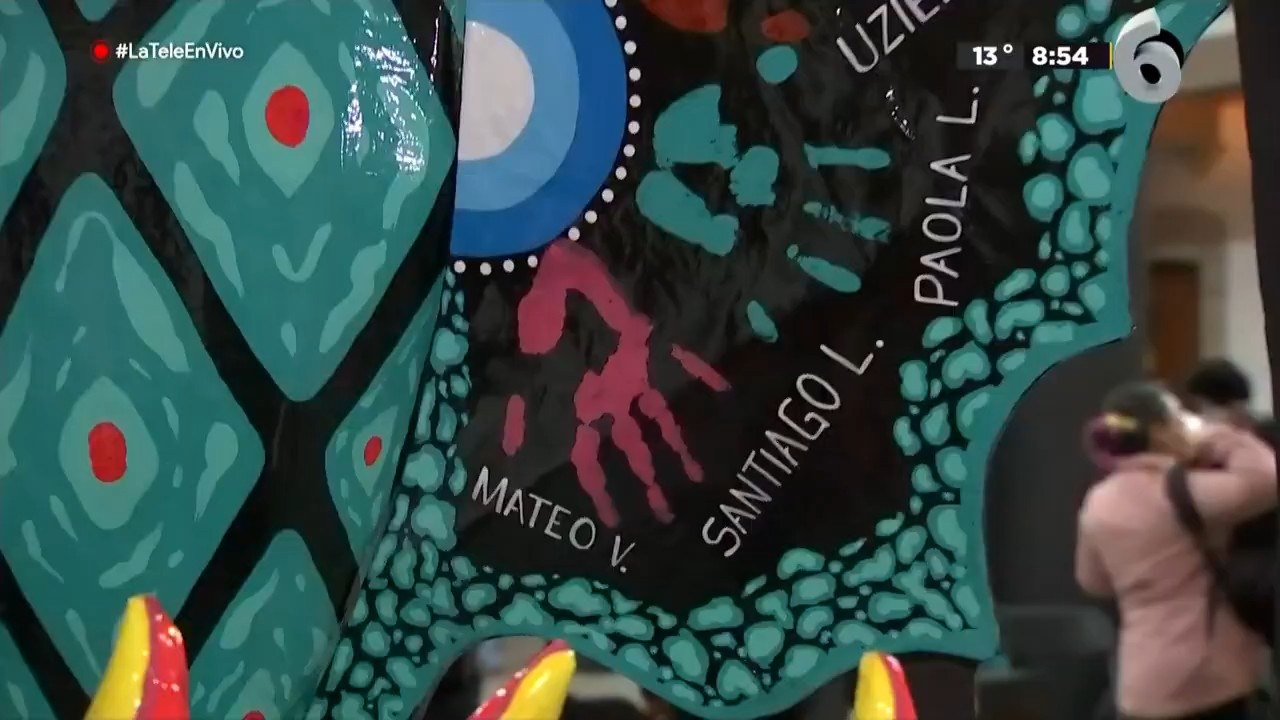 #LaTeleEnVivo
13° 8:54
6
UZIE
PAOLA L.
SANTIAGO L.
MATEO V.